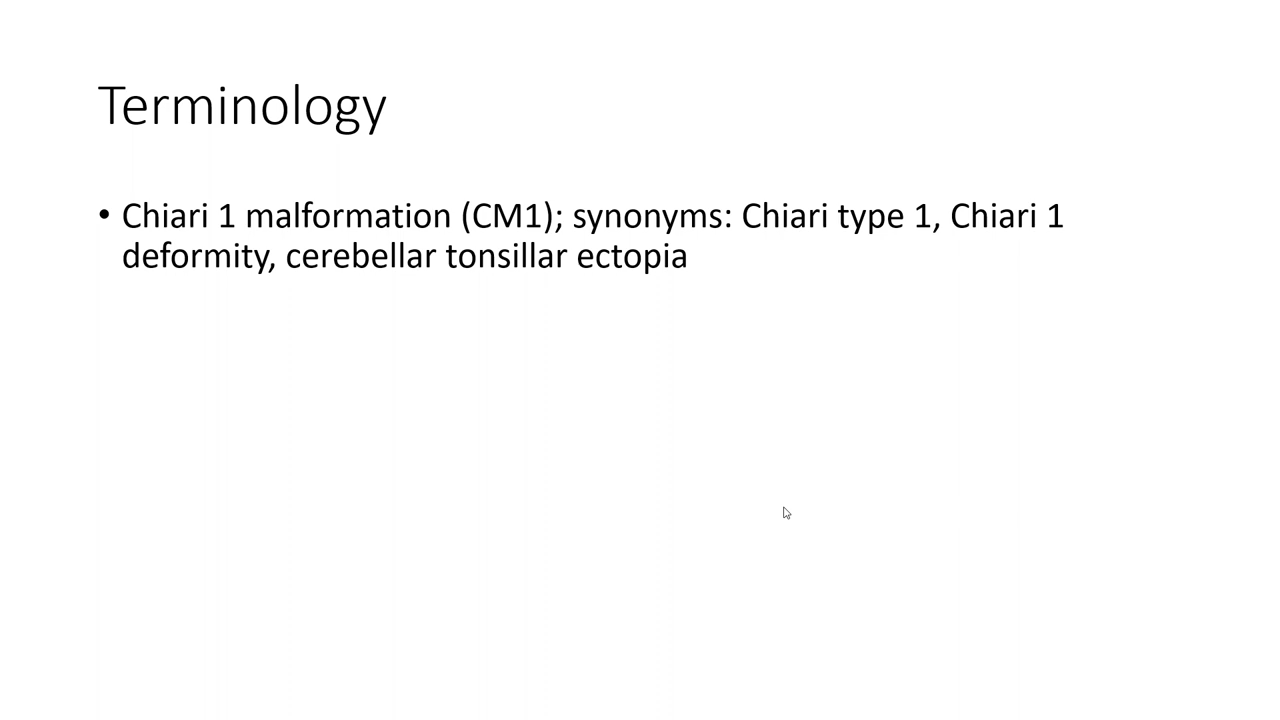 Terminology
• Chiari 1 malformation (CM1); synonyms: Chiari type 1, Chiari 1
deformity, cerebellar tonsillar ectopia